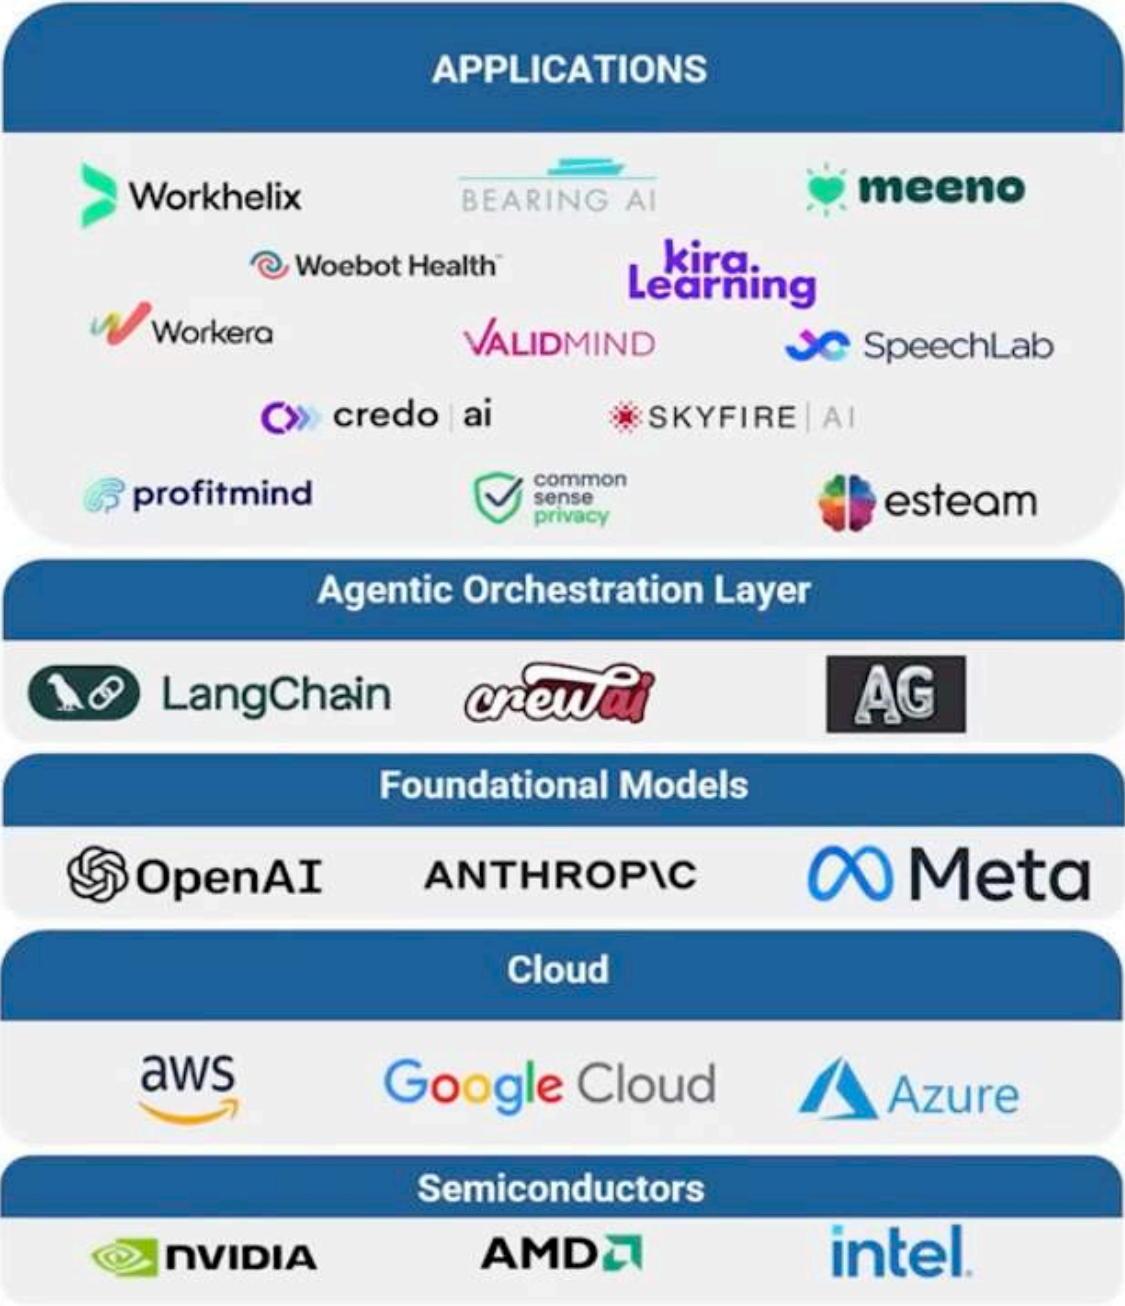 APPLICATIONS
Workhelix
BEARING AI
meeno
Woebot Health
kira.
Learning
Workera
VALIDMIND
SpeechLab
credo | ai
SKYFIRE | AI
profitmind
common
sense
privacy
esteam
Agentic Orchestration Layer
LangChain
crewai
AG
Foundational Models
OpenAI
ANTHROP\C
Meta
Cloud
aws
Google Cloud
Azure
Semiconductors
NVIDIA
AMD
intel.